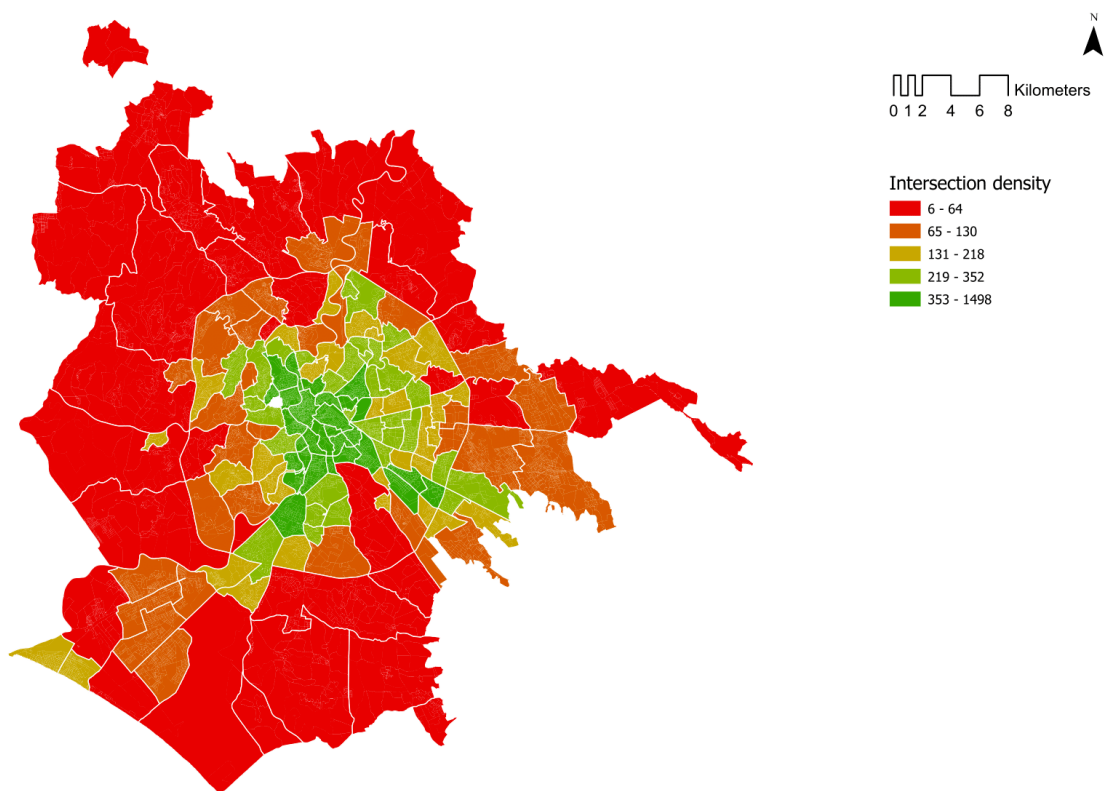 N
Kilometers
0 1 2 4 6 8
Intersection density
6 - 64
65 - 130
131 - 218
219 - 352
353 - 1498